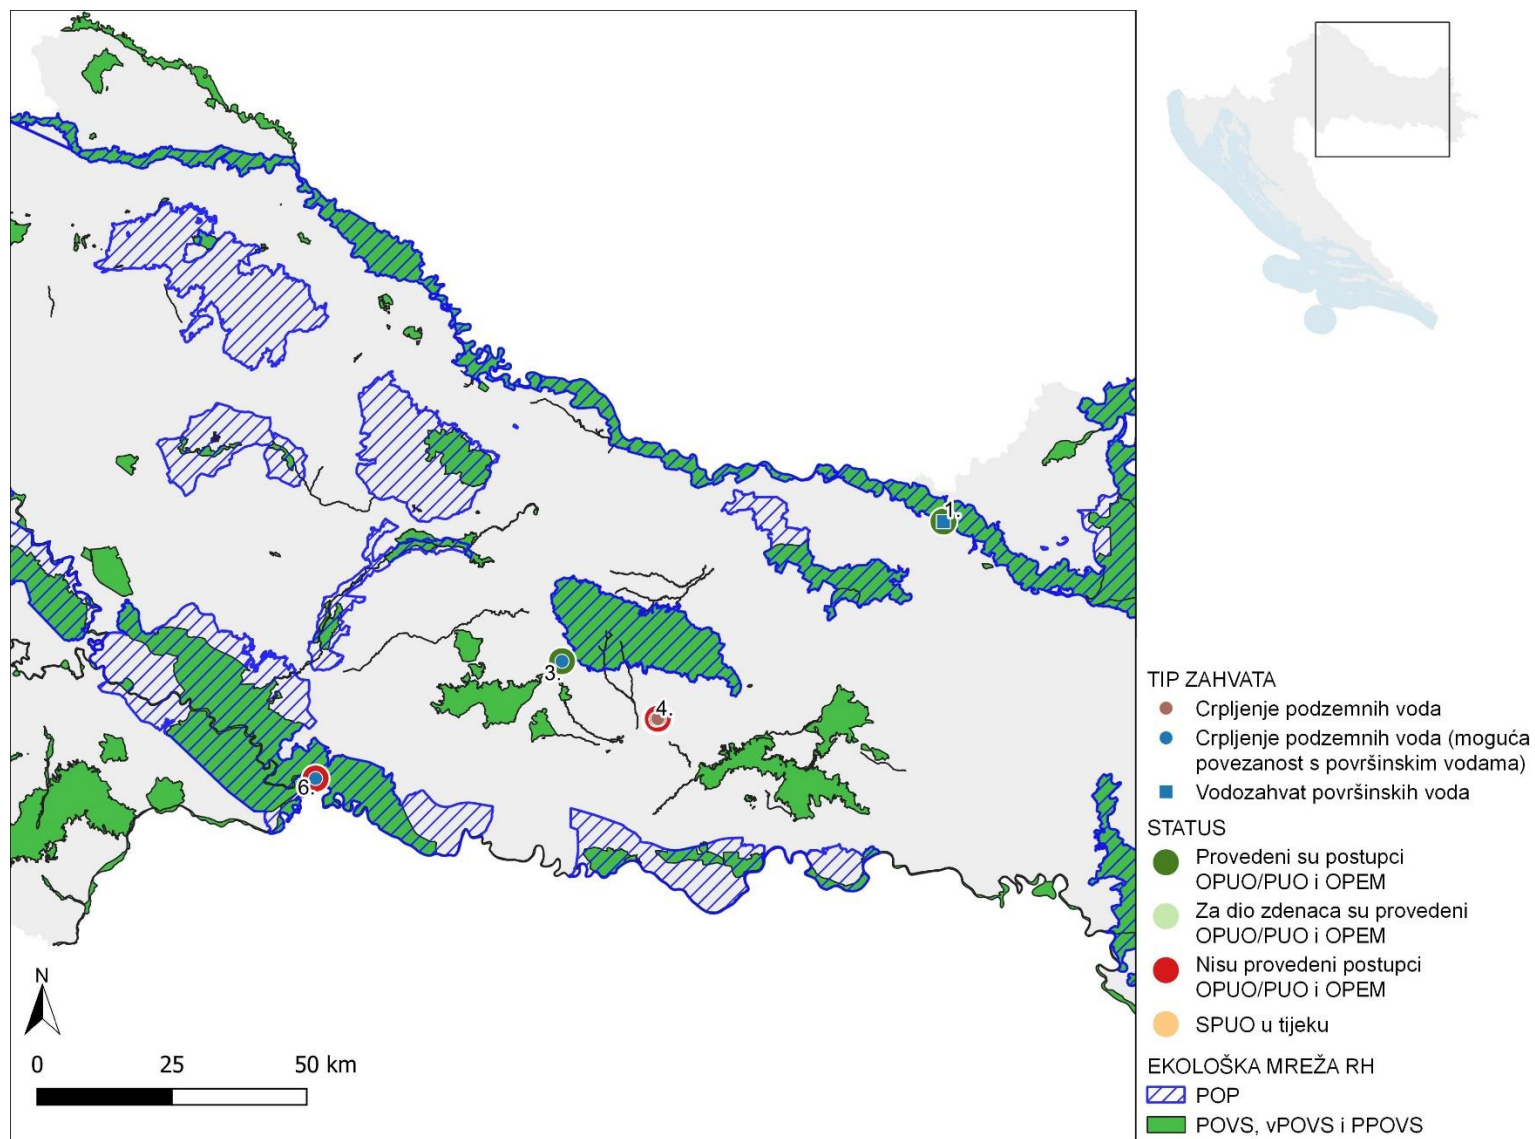 1.
3.
4.
6.
N
0 25 50 km
TIP ZAHVATA
Crpljenje podzemnih voda
Crpljenje podzemnih voda (moguća
povezanost s površinskim vodama)
Vodozahvat površinskih voda
STATUS
Provedeni su postupci
OPUO/PUO i OPEM
Za dio zdenaca su provedeni
OPUO/PUO i OPEM
Nisu provedeni postupci
OPUO/PUO i OPEM
SPUO u tijeku
EKOLOŠKA MREŽA RH
POP
POVS, vPOVS i PPOVS